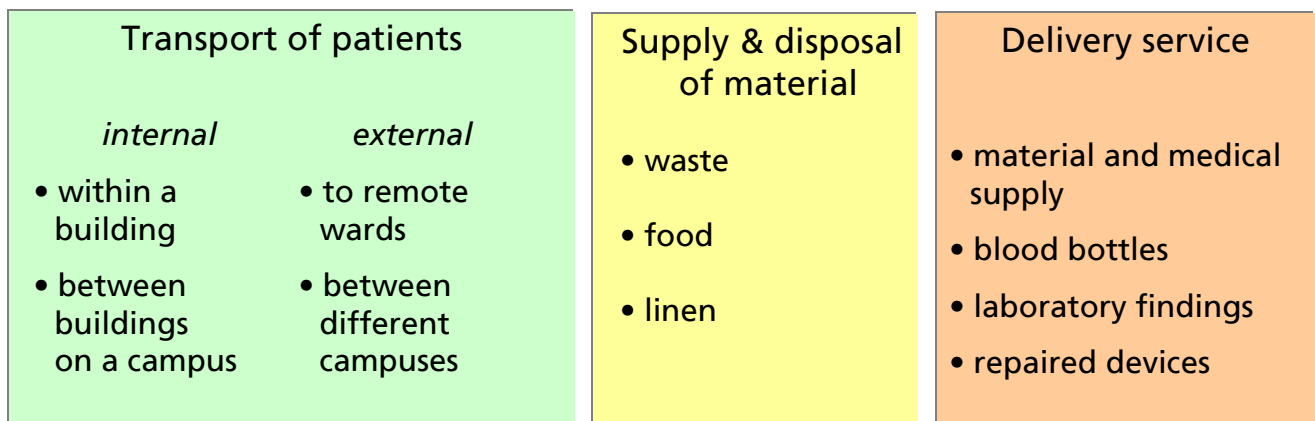 Transport of patients
internal
external
• within a
building
• between
buildings
on a campus
• to remote
wards
• between
different
campuses
Supply & disposal
of material
• waste
• food
• linen
Delivery service
• material and medical
supply
• blood bottles
• laboratory findings
• repaired devices